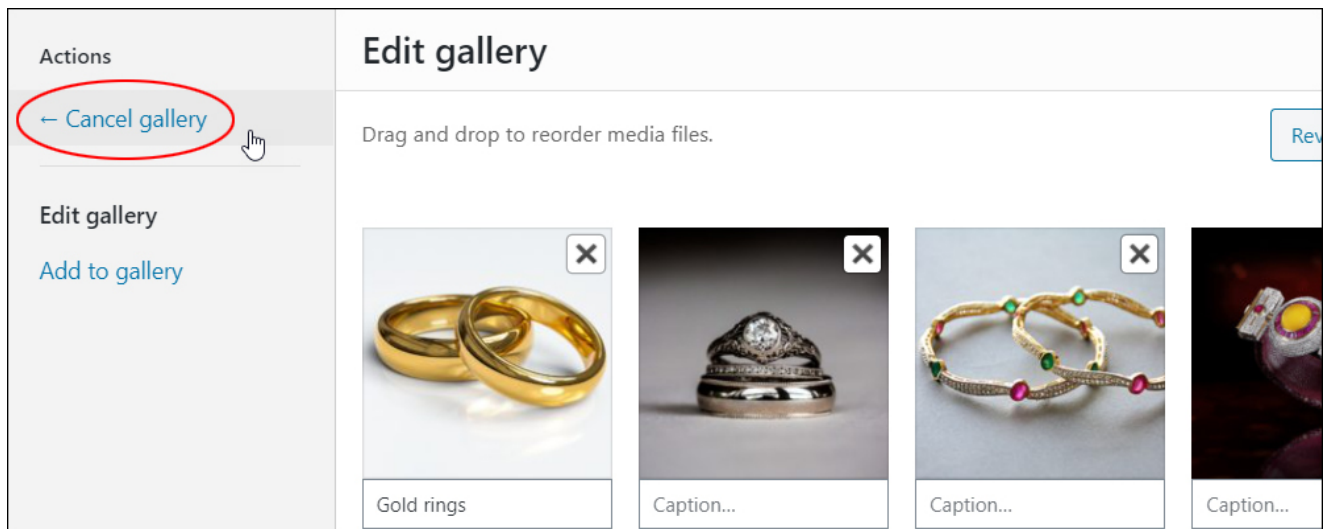 Actions
← Cancel gallery
Edit gallery
Add to gallery
Edit gallery
Drag and drop to reorder media files.
Gold rings
Caption...
Caption...
Caption...